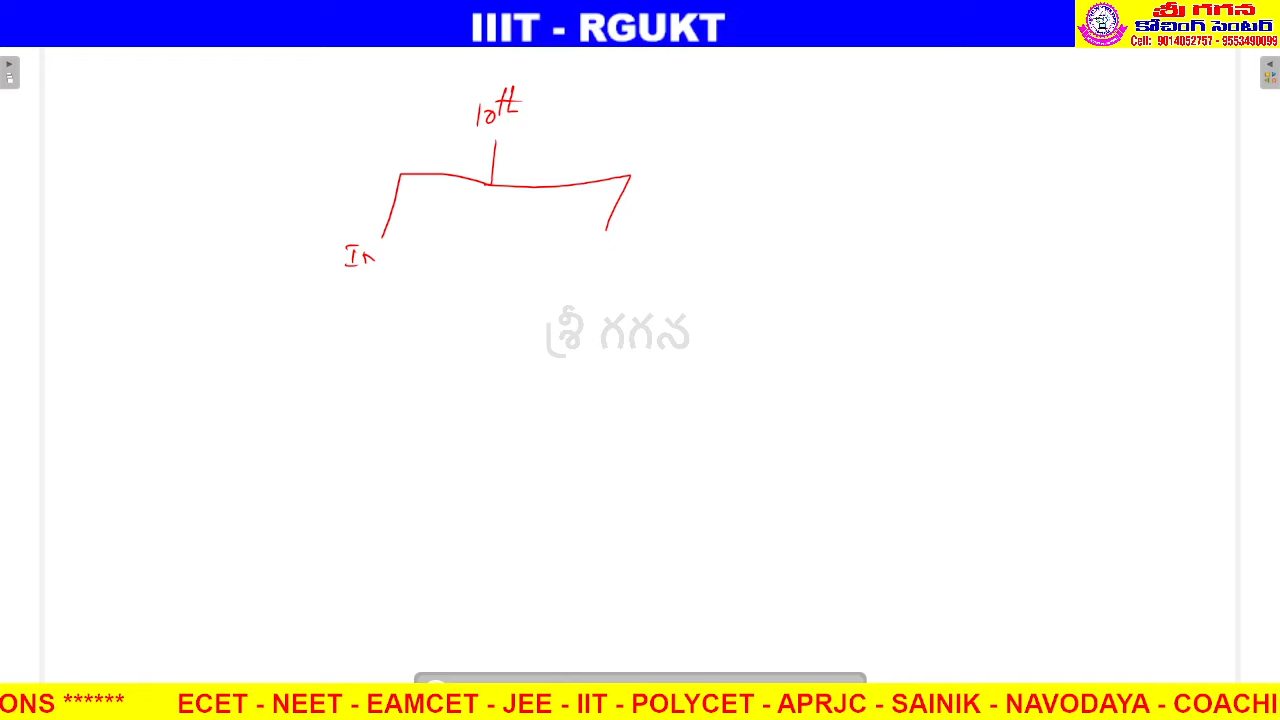 IIIT - RGUKT
శ్రీ గగన
కోచింగ్ సెంటర్
Cell: 9014052757 - 9553490099
10th
In
శ్రీ గగన
ONS ****** ECET - NEET - EAMCET - JEE - IIT - POLYCET - APRJC - SAINIK - NAVODAYA - COACHI